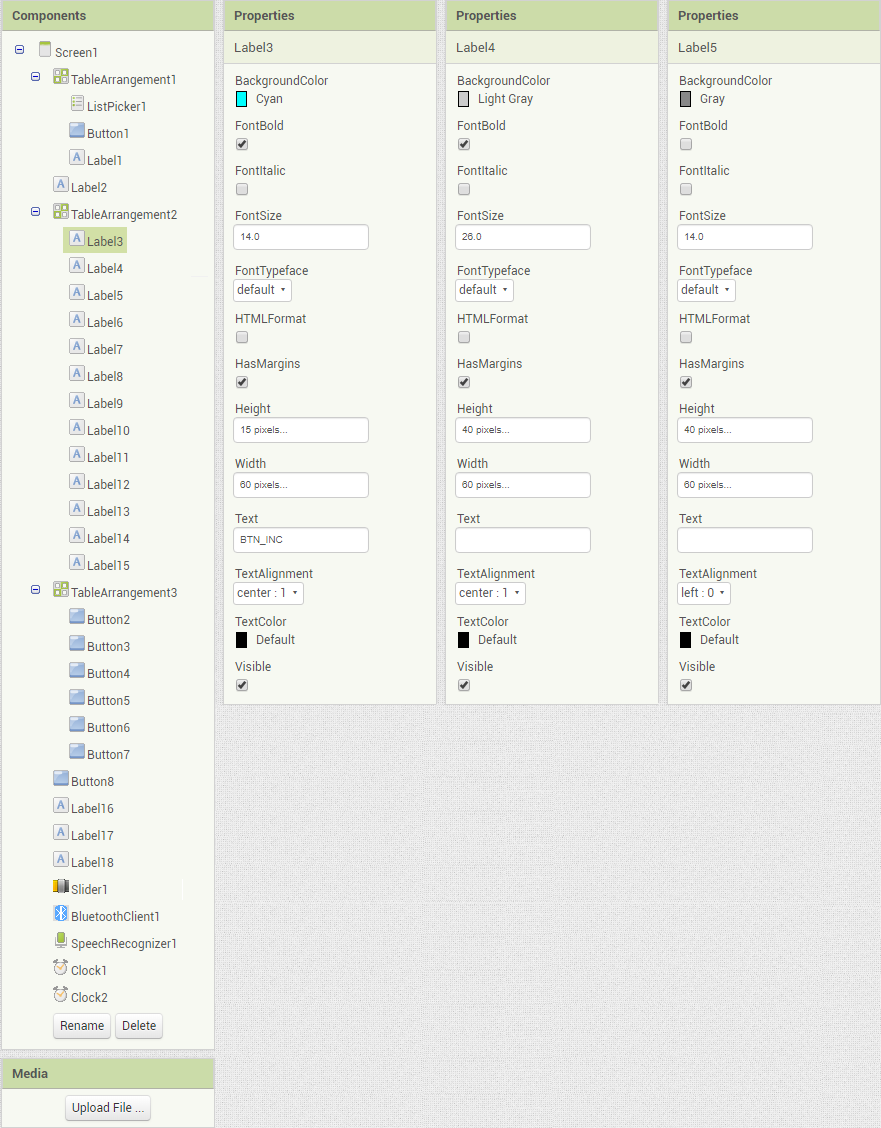 Components
Screen1
TableArrangement1
ListPicker1
Button1
Label1
Label2
TableArrangement2
Label3
Label4
Label5
Label6
Label7
Label8
Label9
Label10
Label11
Label12
Label13
Label14
Label15
TableArrangement3
Button2
Button3
Button4
Button5
Button6
Button7
Button8
Label16
Label17
Label18
Slider1
BluetoothClient1
SpeechRecognizer1
Clock1
Clock2
Rename Delete
Media
Upload File ...
Properties
Label3
BackgroundColor
Cyan
FontBold
FontItalic
FontSize
14.0
FontTypeface
default
HTMLFormat
HasMargins
Height
15 pixels...
Width
60 pixels...
Text
BTN_INC
TextAlignment
center : 1
TextColor
Default
Visible
Properties
Label4
BackgroundColor
Light Gray
FontBold
FontItalic
FontSize
26.0
FontTypeface
default
HTMLFormat
HasMargins
Height
40 pixels...
Width
60 pixels...
Text
TextAlignment
center : 1
TextColor
Default
Visible
Properties
Label5
BackgroundColor
Gray
FontBold
FontItalic
FontSize
14.0
FontTypeface
default
HTMLFormat
HasMargins
Height
40 pixels...
Width
60 pixels...
Text
TextAlignment
left : 0
TextColor
Default
Visible